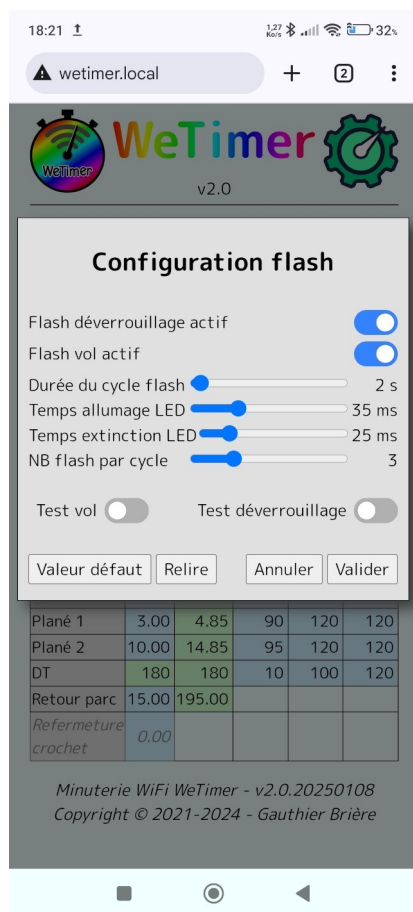 18:21 1,27 Ko/s 32%
wetimer.local 2
WeTimer WeTimer
v2.0
Configuration flash
Flash déverrouillage actif
Flash vol actif
Durée du cycle flash 2 s
Temps allumage LED 35 ms
Temps extinction LED 25 ms
NB flash par cycle 3
Test vol Test déverrouillage
Valeur défaut Relire Annuler Valider
Plané 1 3.00 4.85 90 120 120
Plané 2 10.00 14.85 95 120 120
DT 180 180 10 100 120
Retour parc 15.00 195.00
Refermeture
crochet 0.00
Minuterie WiFi WeTimer - v2.0.20250108
Copyright © 2021-2024 - Gauthier Brière